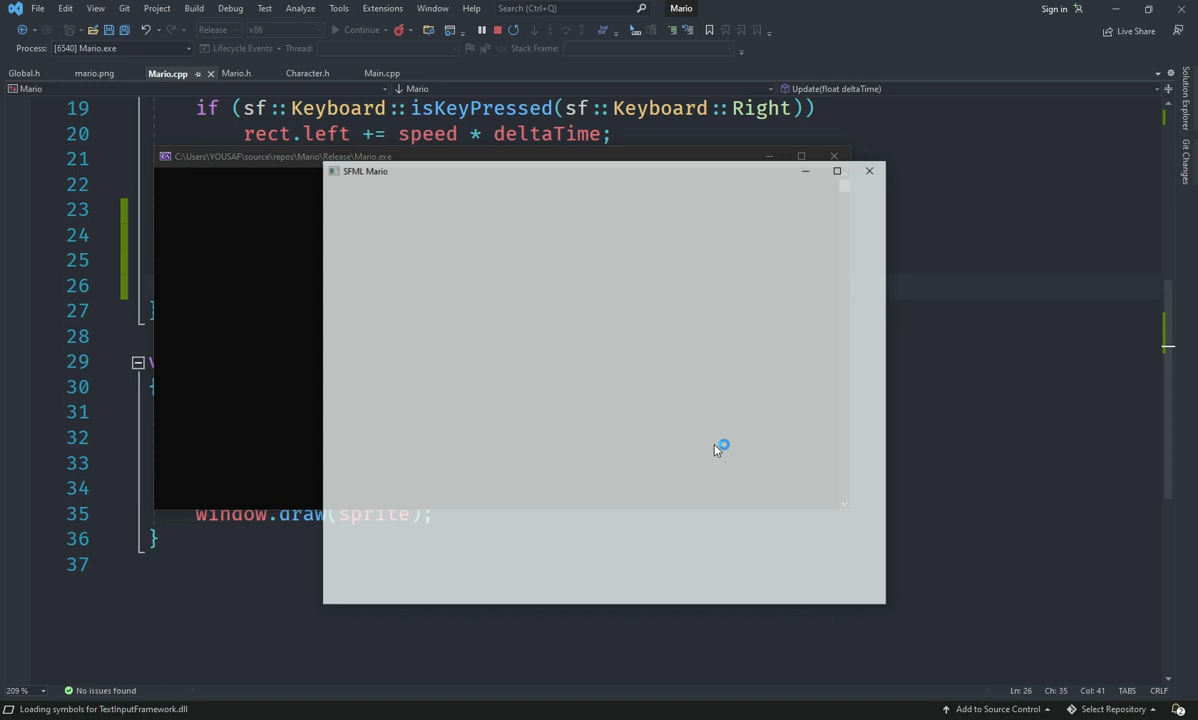 File Edit View Git Project Build Debug Test Analyze Tools Extensions Window Help Search (Ctrl+Q) Mario Sign in
Release x86 Continue Live Share
Process: [6540] Mario.exe Lifecycle Events Thread: Stack Frame:
Global.h mario.png Mario.cpp Mario.h Character.h Main.cpp
Mario Mario Update(float deltaTime)
Solution Explorer
Git Changes
19 if (sf::Keyboard::isKeyPressed(sf::Keyboard::Right))
20 rect.left += speed * deltaTime;
21
C:\Users\YOUSAF\source\repos\Mario\Release\Mario.exe
SFML Mario
22
23
24
25
26
27 }
28
29 v
30 {
31
32
33
34
35 window.draw(sprite);
36 }
37
209 % No issues found Ln: 26 Ch: 35 Col: 41 TABS CRLF
Loading symbols for TextInputFramework.dll Add to Source Control Select Repository 2